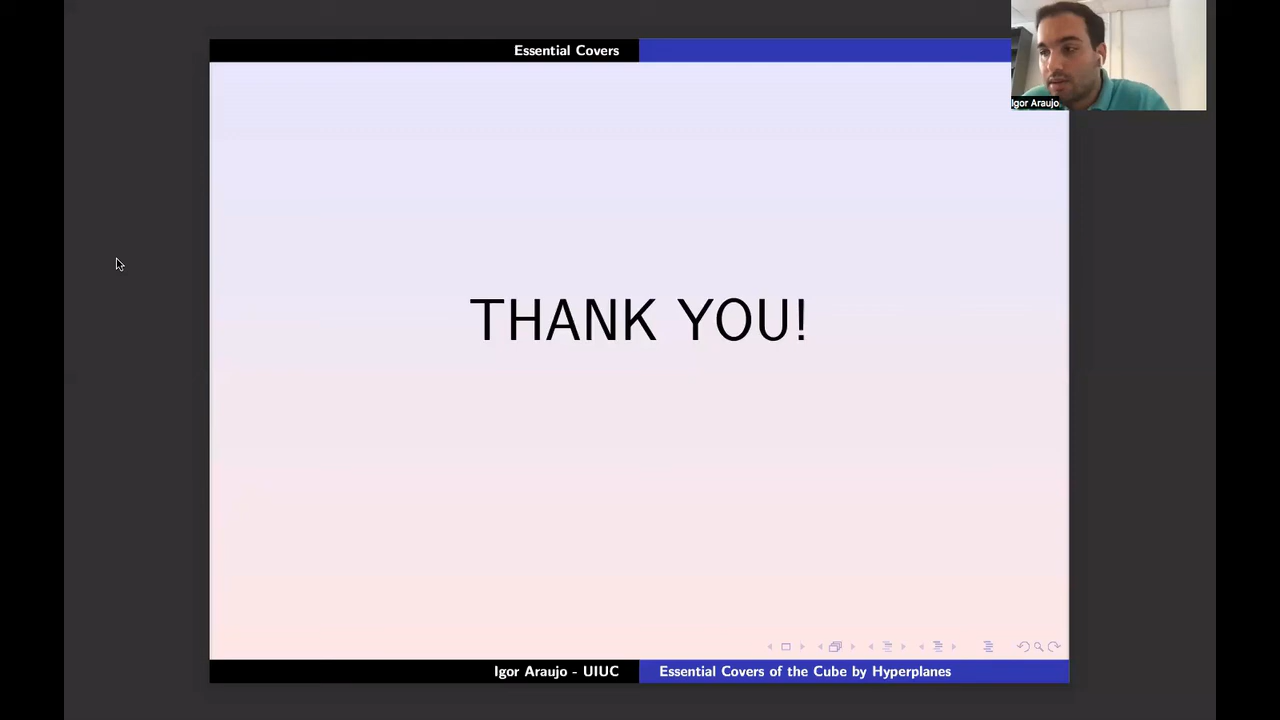 Essential Covers
Igor Araujo
THANK YOU!
Igor Araujo - UIUC
Essential Covers of the Cube by Hyperplanes